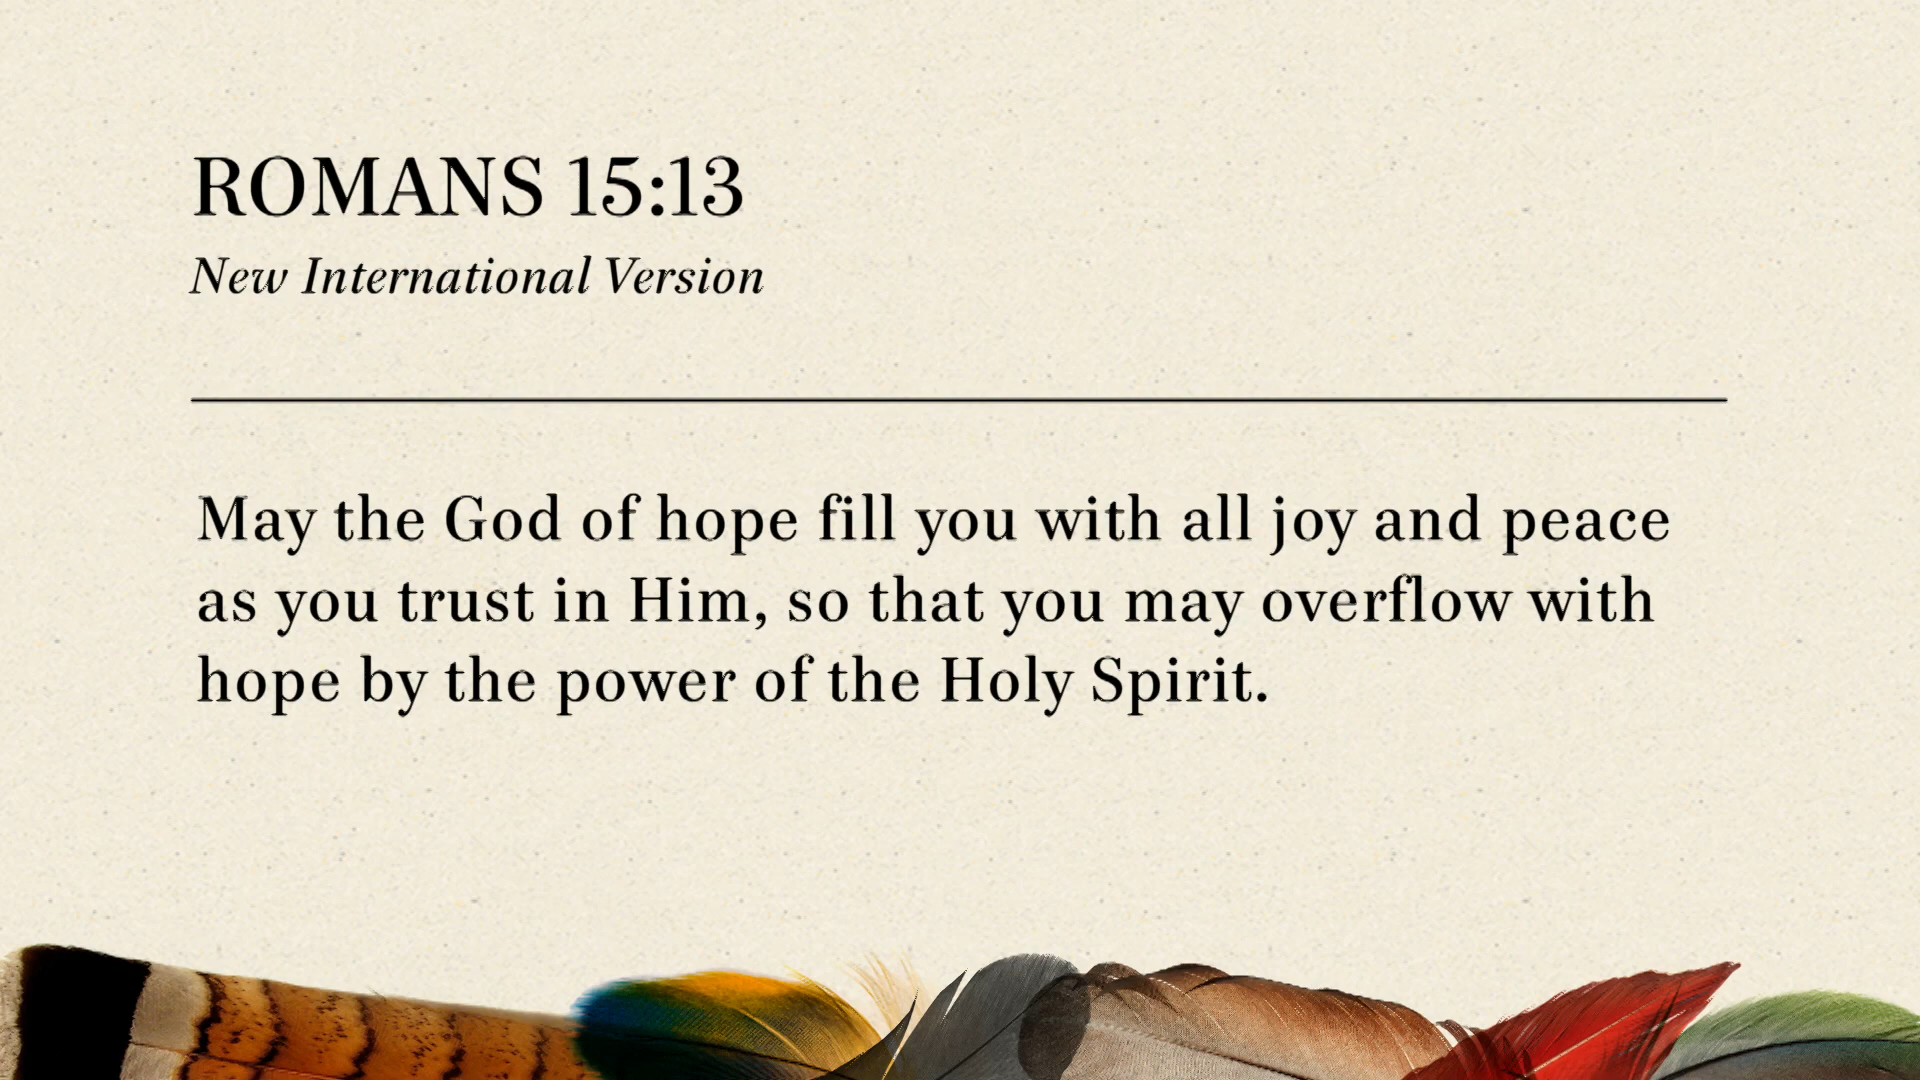 ROMANS 15:13
New International Version
May the God of hope fill you with all joy and peace
as you trust in Him, so that you may overflow with
hope by the power of the Holy Spirit.